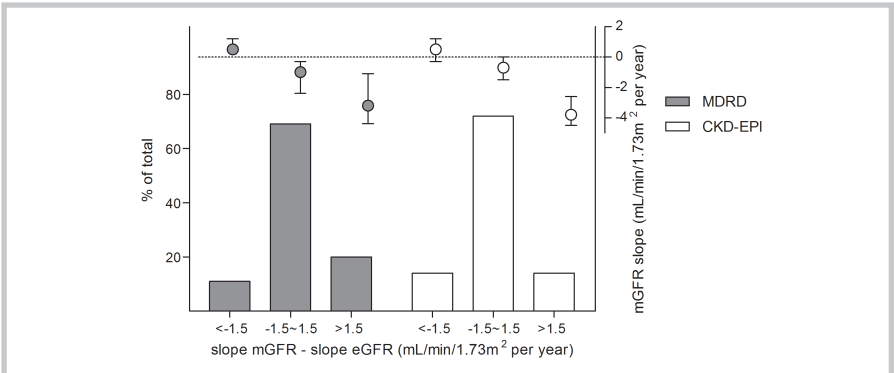 % of total
80
60
40
20
2
0
-2
-4
mGFR slope (mL/min/1.73m² per year)
MDRD
CKD-EPI
<-1.5 -1.5~1.5 >1.5 <-1.5 -1.5~1.5 >1.5
slope mGFR - slope eGFR (mL/min/1.73m² per year)